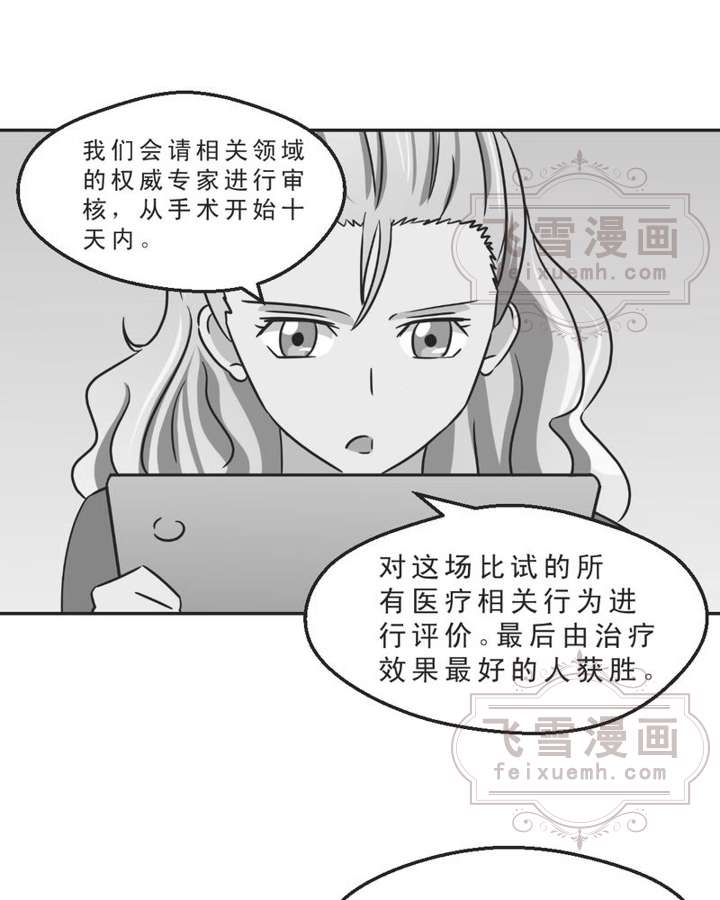 我们会请相关领域
的权威专家进行审
核，从手术开始十
天内。
飞雪漫画
feixuemh.com
对这场比试的所
有医疗相关行为进
行评价。最后由治疗
效果最好的人获胜。
飞雪漫画
feixuemh.com